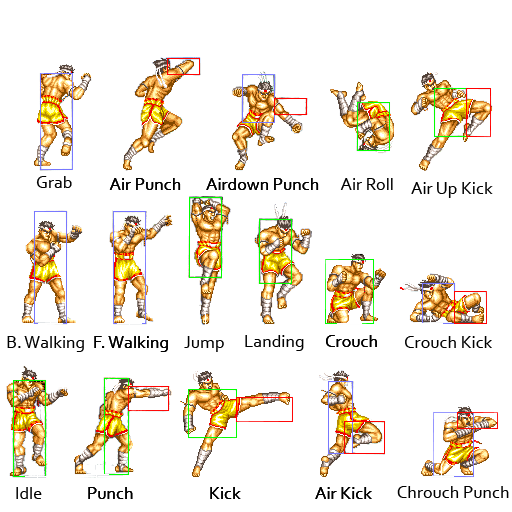 Grab
Air Punch
Airdown Punch
Air Roll
Air Up Kick
B. Walking
F. Walking
Jump
Landing
Crouch
Crouch Kick
Idle
Punch
Kick
Air Kick
Chrouch Punch